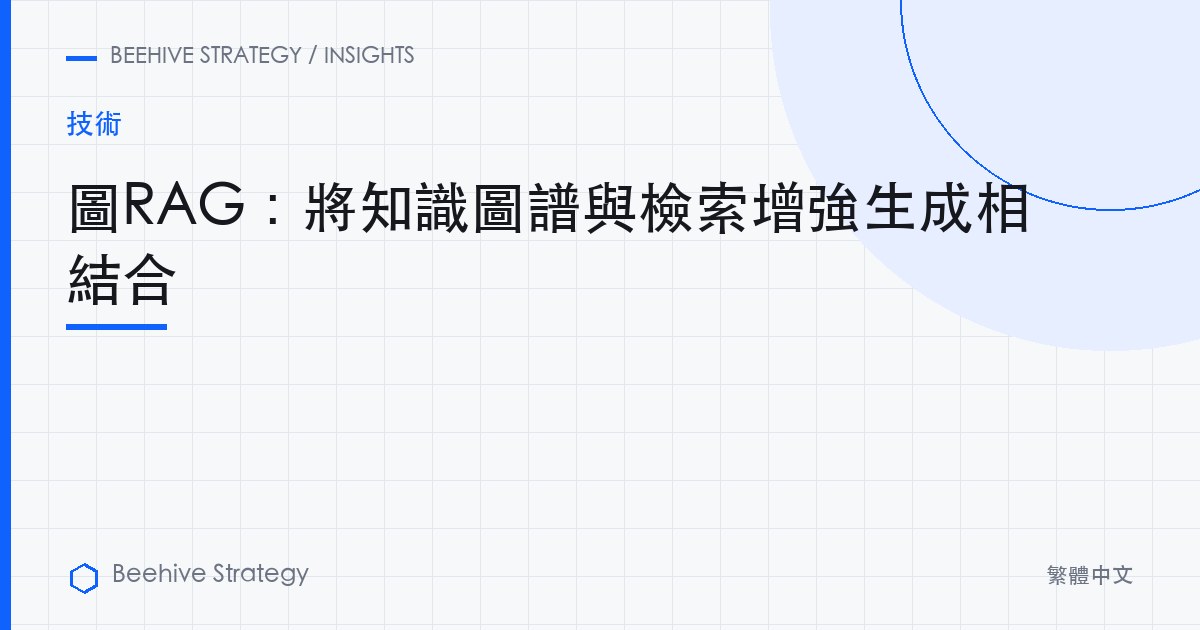 BEEHIVE STRATEGY / INSIGHTS
技術
圖RAG：將知識圖譜與檢索增強生成相
結合
Beehive Strategy
繁體中文